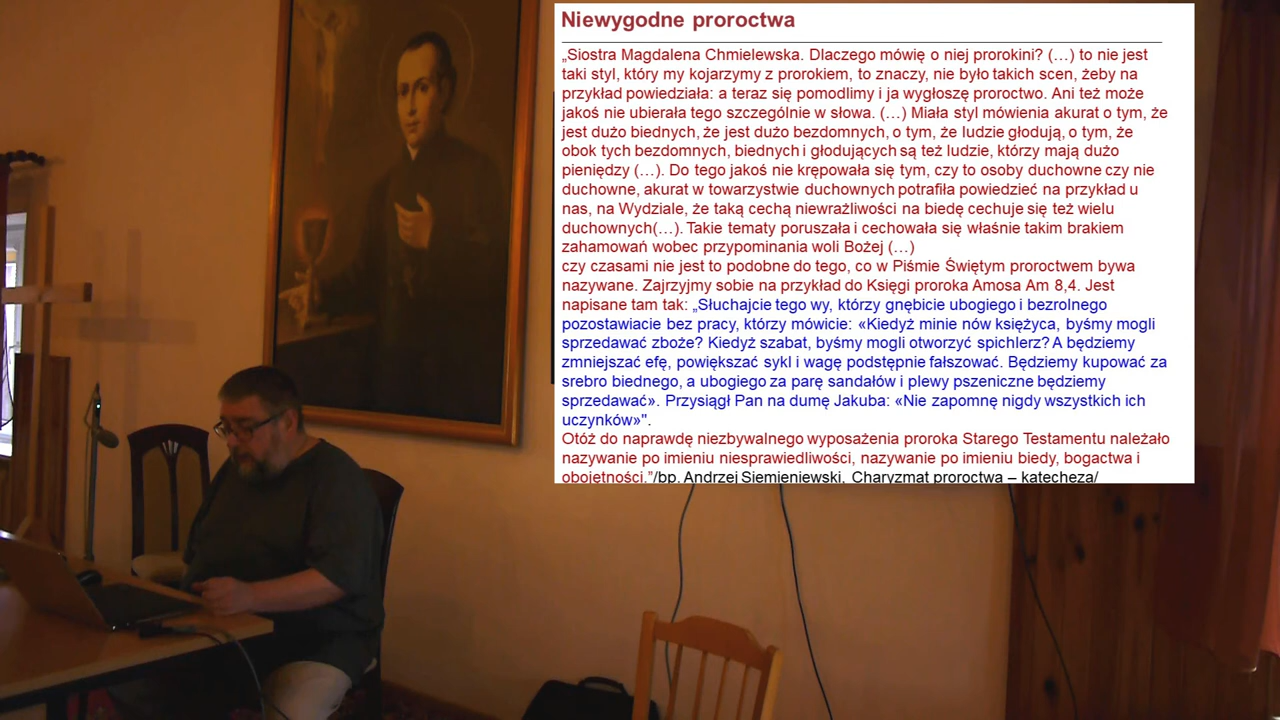 Niewygodne proroctwa
„Siostra Magdalena Chmielewska. Dlaczego mówię o niej prorokini? (…) to nie jest
taki styl, który my kojarzymy z prorokiem, to znaczy, nie było takich scen, żeby na
przykład powiedziała: a teraz się pomodlimy i ja wygłoszę proroctwo. Ani też może
jakoś nie ubierała tego szczególnie w słowa. (…) Miała styl mówienia akurat o tym, że
jest dużo biednych, że jest dużo bezdomnych, o tym, że ludzie głodują, o tym, że
obok tych bezdomnych, biednych i głodujących są też ludzie, którzy mają dużo
pieniędzy (…). Do tego jakoś nie krępowała się tym, czy to osoby duchowne czy nie
duchowne, akurat w towarzystwie duchownych potrafiła powiedzieć na przykład u
nas, na Wydziale, że taką cechą niewrażliwości na biedę cechuje się też wielu
duchownych(…). Takie tematy poruszała i cechowała się właśnie takim brakiem
zahamowań wobec przypominania woli Bożej (…)
czy czasami nie jest to podobne do tego, co w Piśmie Świętym proroctwem bywa
nazywane. Zajrzyjmy sobie na przykład do Księgi proroka Amosa Am 8,4. Jest
napisane tam tak: „Słuchajcie tego wy, którzy gnębicie ubogiego i bezrolnego
pozostawiacie bez pracy, którzy mówicie: «Kiedyż minie nów księżyca, byśmy mogli
sprzedawać zboże? Kiedyż szabat, byśmy mogli otworzyć spichlerz? A będziemy
zmniejszać efę, powiększać sykl i wagę podstępnie fałszować. Będziemy kupować za
srebro biednego, a ubogiego za parę sandałów i plewy pszeniczne będziemy
sprzedawać». Przysiągł Pan na dumę Jakuba: «Nie zapomnę nigdy wszystkich ich
uczynków»".
Otóż do naprawdę niezbywalnego wyposażenia proroka Starego Testamentu należało
nazywanie po imieniu niesprawiedliwości, nazywanie po imieniu biedy, bogactwa i
obojętności."/bp. Andrzej Siemieniewski, Charyzmat proroctwa – katecheza/